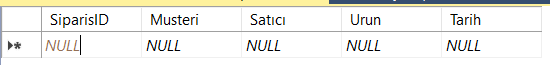 SiparisID Musteri Satıcı Urun Tarih
NULL NULL NULL NULL NULL